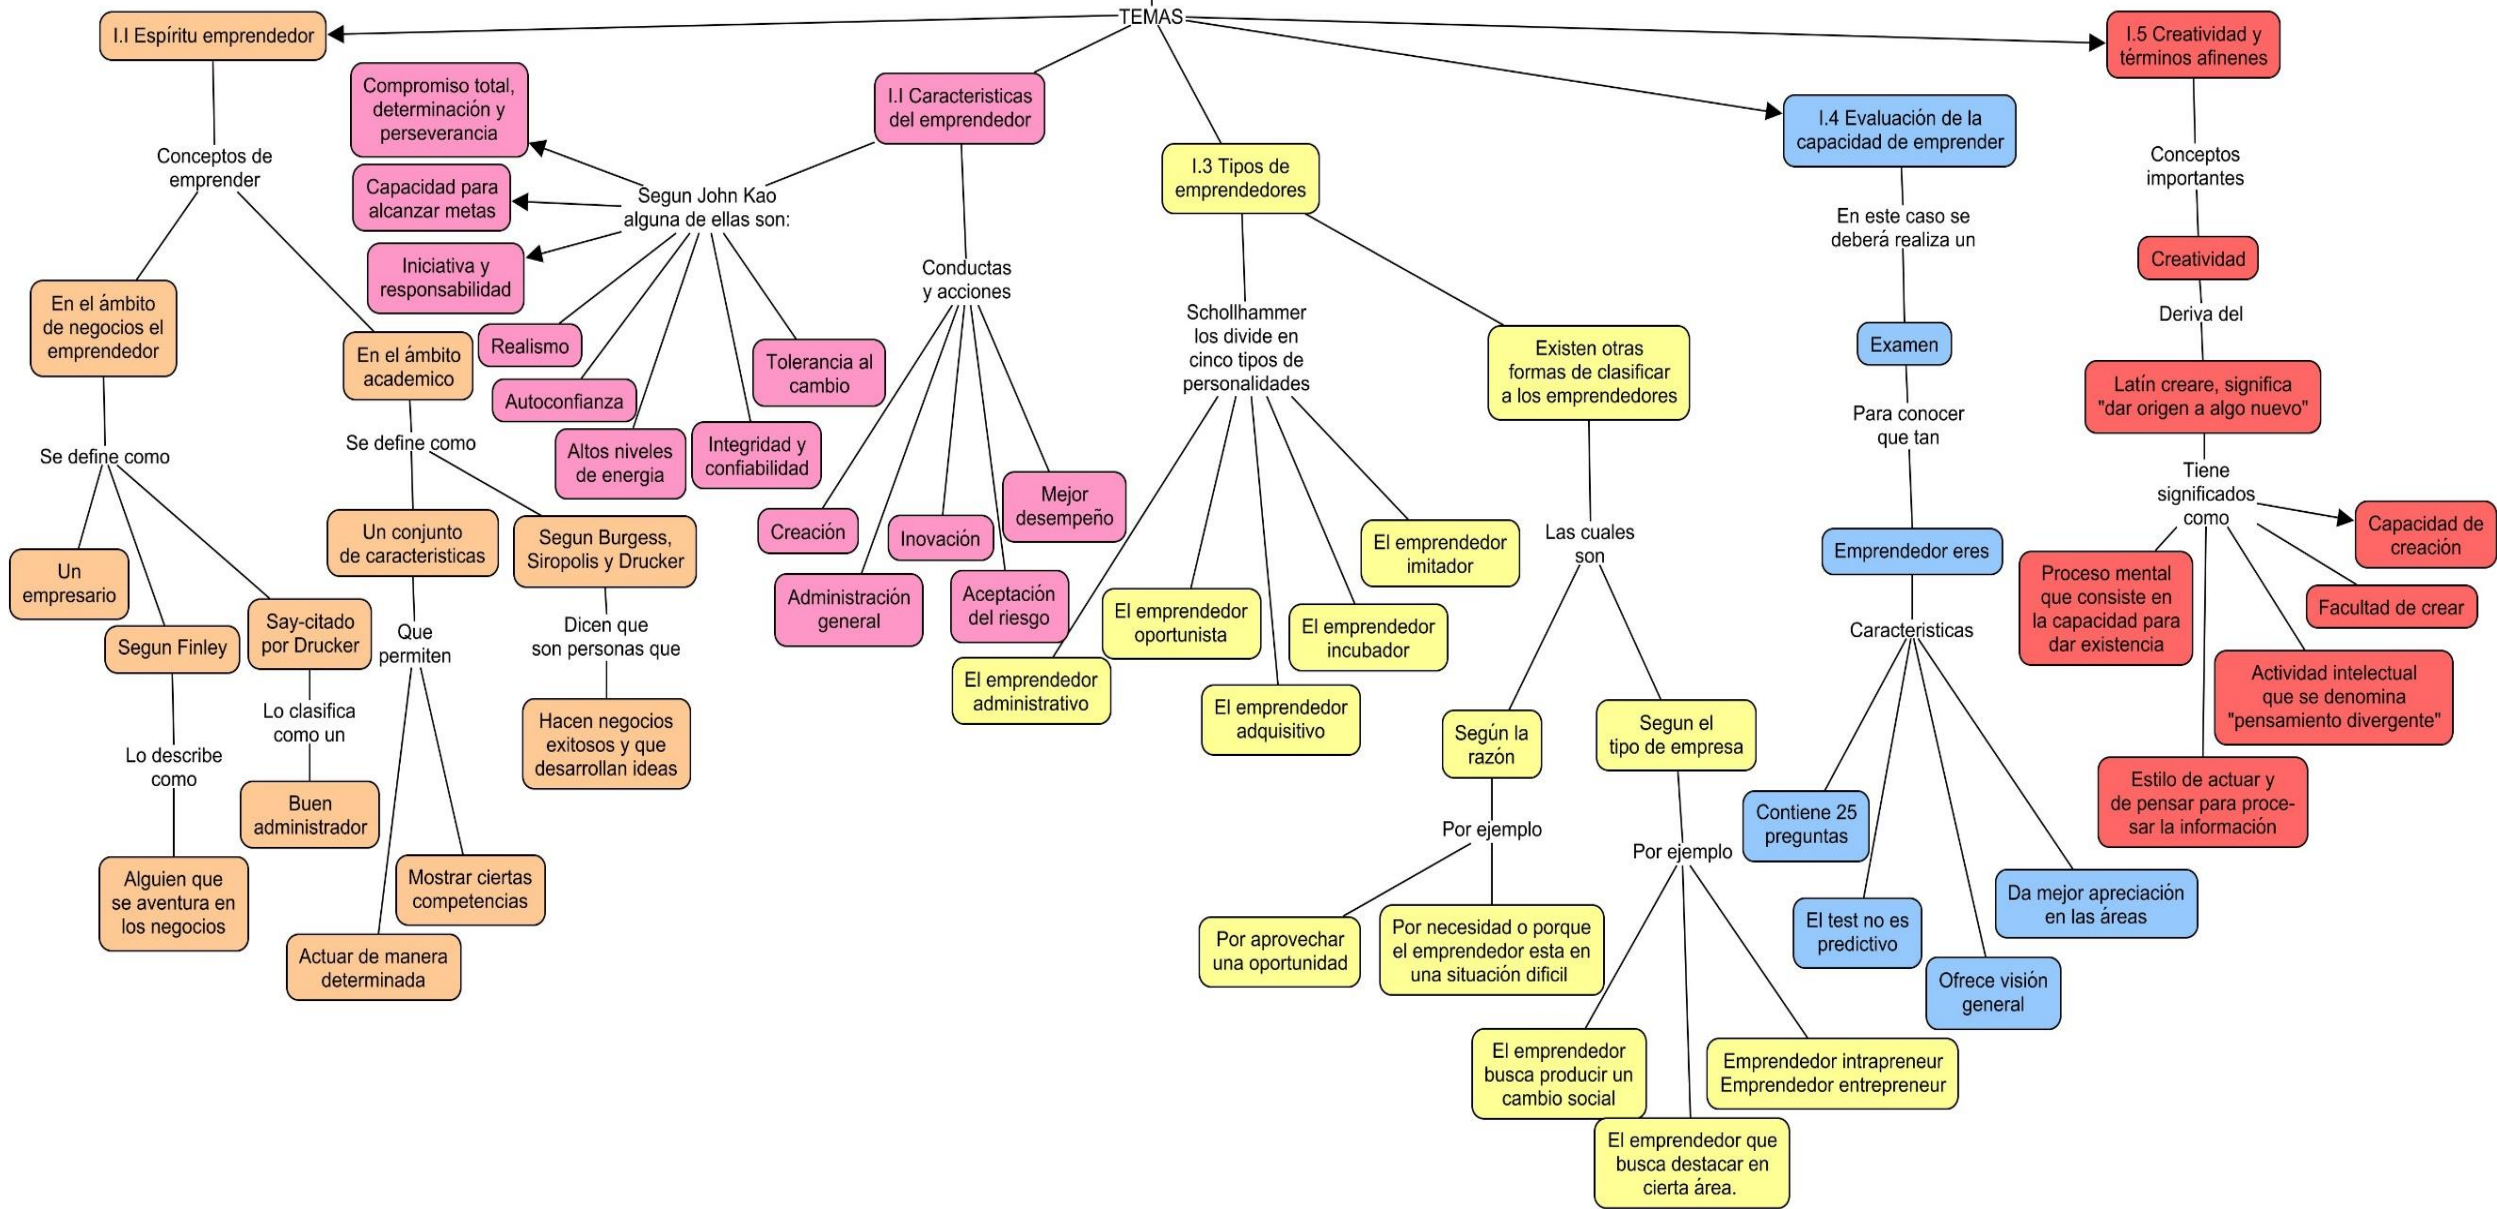 TEMAS
I.I Espíritu emprendedor
Conceptos de
emprender
En el ámbito
de negocios el
emprendedor
Se define como
Un
empresario
Segun Finley
Lo describe
como
Alguien que
se aventura en
los negocios
Say-citado
por Drucker
Lo clasifica
como un
Buen
administrador
En el ámbito
academico
Se define como
Un conjunto
de caracteristicas
Que
permiten
Actuar de manera
determinada
Mostrar ciertas
competencias
Segun Burgess,
Siropolis y Drucker
Dicen que
son personas que
Hacen negocios
exitosos y que
desarrollan ideas
I.I Caracteristicas
del emprendedor
Segun John Kao
alguna de ellas son:
Compromiso total,
determinación y
perseverancia
Capacidad para
alcanzar metas
Iniciativa y
responsabilidad
Realismo
Autoconfianza
Altos niveles
de energia
Integridad y
confiabilidad
Tolerancia al
cambio
Conductas
y acciones
Creación
Administración
general
Inovación
Aceptación
del riesgo
Mejor
desempeño
I.3 Tipos de
emprendedores
Schollhammer
los divide en
cinco tipos de
personalidades
El emprendedor
administrativo
El emprendedor
oportunista
El emprendedor
adquisitivo
El emprendedor
incubador
El emprendedor
imitador
Existen otras
formas de clasificar
a los emprendedores
Las cuales
son
Según la
razón
Por ejemplo
Por aprovechar
una oportunidad
Por necesidad o porque
el emprendedor esta en
una situación dificil
Segun el
tipo de empresa
Por ejemplo
El emprendedor
busca producir un
cambio social
El emprendedor que
busca destacar en
cierta área.
Emprendedor intrapreneur
Emprendedor entrepreneur
I.4 Evaluación de la
capacidad de emprender
En este caso se
deberá realiza un
Examen
Para conocer
que tan
Emprendedor eres
Caracteristicas
Contiene 25
preguntas
El test no es
predictivo
Ofrece visión
general
Da mejor apreciación
en las áreas
I.5 Creatividad y
términos afinenes
Conceptos
importantes
Creatividad
Deriva del
Latín creare, significa
"dar origen a algo nuevo"
Tiene
significados
como
Proceso mental
que consiste en
la capacidad para
dar existencia
Estilo de actuar y
de pensar para proce-
sar la información
Actividad intelectual
que se denomina
"pensamiento divergente"
Facultad de crear
Capacidad de
creación